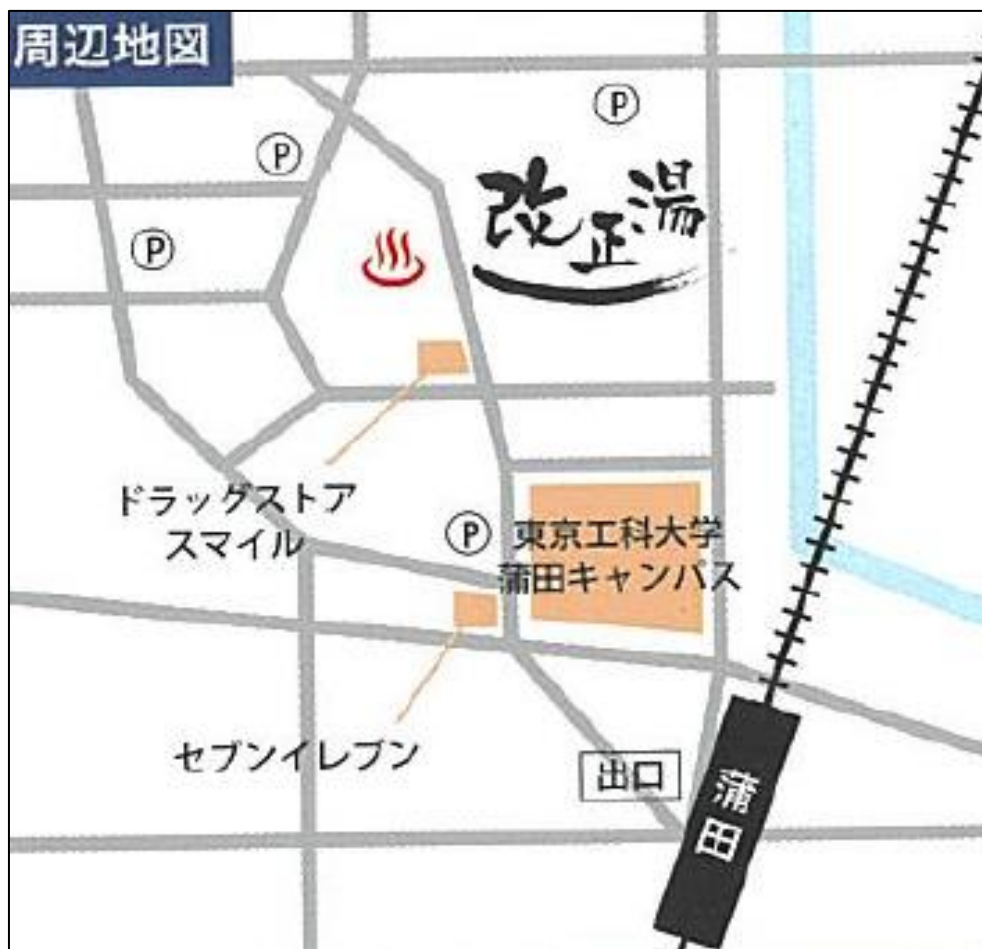 周辺地図
P
P
改正湯
P
ドラッグストア
スマイル
P
東京工科大学
蒲田キャンパス
セブンイレブン
出口
蒲田